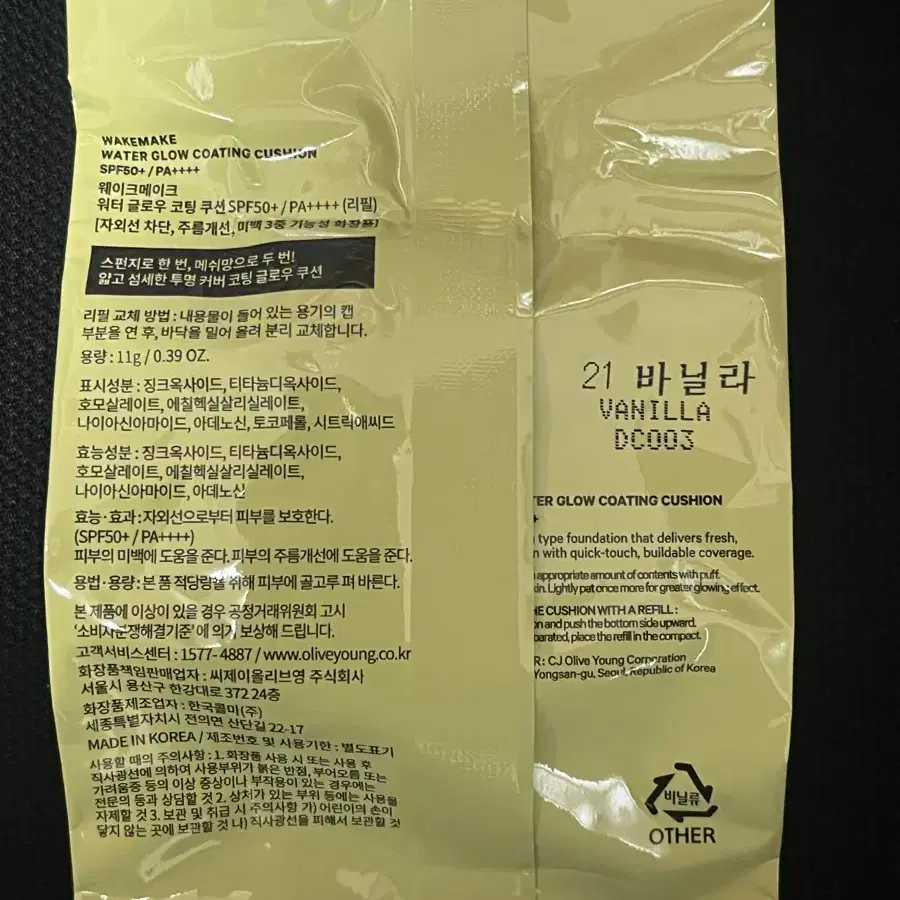 WAKEMAKE
WATER GLOW COATING CUSHION
SPF50+ / PA++++
웨이크메이크
워터 글로우 코팅 쿠션 SPF50+ / PA++++ (리필)
[자외선 차단, 주름개선, 미백 3중 기능성 화장품]
스펀지로 한 번, 메쉬망으로 두 번!
얇고 섬세한 투명 커버 코팅 글로우 쿠션
리필 교체 방법 : 내용물이 들어 있는 용기의 캡
부분을 연 후, 바닥을 밀어 올려 분리 교체합니다.
용량 : 11g / 0.39 OZ.
표시성분 : 징크옥사이드, 티타늄디옥사이드,
호모살레이트, 에칠헥실살리실레이트,
나이아신아마이드, 아데노신, 토코페롤, 시트릭애씨드
효능성분 : 징크옥사이드, 티타늄디옥사이드,
호모살레이트, 에칠헥실살리실레이트,
나이아신아마이드, 아데노신
효능·효과 : 자외선으로부터 피부를 보호한다.
(SPF50+ / PA++++)
피부의 미백에 도움을 준다. 피부의 주름개선에 도움을 준다.
용법·용량 : 본 품 적당량을 취해 피부에 골고루 펴 바른다.
본 제품에 이상이 있을 경우 공정거래위원회 고시
'소비자분쟁해결기준'에 의거 보상해 드립니다.
고객서비스센터 : 1577- 4887 / www.oliveyoung.co.kr
화장품책임판매업자 : 씨제이올리브영 주식회사
서울시 용산구 한강대로 372 24층
화장품제조업자 : 한국콜마(주)
세종특별자치시 전의면 산단길 22-17
MADE IN KOREA / 제조번호 및 사용기한 : 별도표기
사용할 때의 주의사항 : 1. 화장품 사용 시 또는 사용 후
직사광선에 의하여 사용부위가 붉은 반점, 부어오름 또는
가려움증 등의 이상 증상이나 부작용이 있는 경우에는
전문의 등과 상담할 것 2. 상처가 있는 부위 등에는 사용을
자제할 것 3. 보관 및 취급 시 주의사항 가) 어린이의 손이
닿지 않는 곳에 보관할 것 나) 직사광선을 피해서 보관할 것
21 바닐라
VANILLA
DC003
TER GLOW COATING CUSHION
+
type foundation that delivers fresh,
n with quick-touch, buildable coverage.
appropriate amount of contents with puff.
kin. Lightly pat once more for greater glowing effect.
HE CUSHION WITH A REFILL :
on and push the bottom side upward.
parated, place the refill in the compact.
R : CJ Olive Young Corporation
Yongsan-gu, Seoul, Republic of Korea
비닐류
OTHER